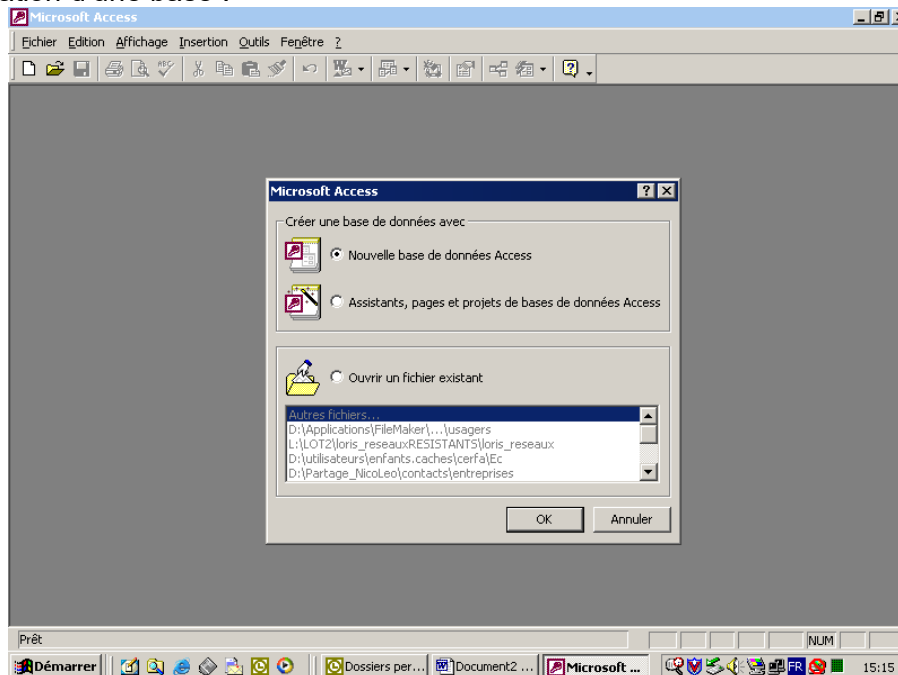 ation d'une base :
Microsoft Access
Fichier Edition Affichage Insertion Outils Fenêtre ?
Microsoft Access
Créer une base de données avec
Nouvelle base de données Access
Assistants, pages et projets de bases de données Access
Ouvrir un fichier existant
Autres fichiers...
D:\Applications\FileMaker\...\usagers
L:\LOT2\loris_reseauxRESISTANTS\loris_reseaux
D:\utilisateurs\enfants.caches\cerfa\Ec
D:\Partage_NicoLeo\contacts\entreprises
OK Annuler
Prêt NUM
Démarrer Dossiers per... Document2 ... Microsoft ... FR 15:15